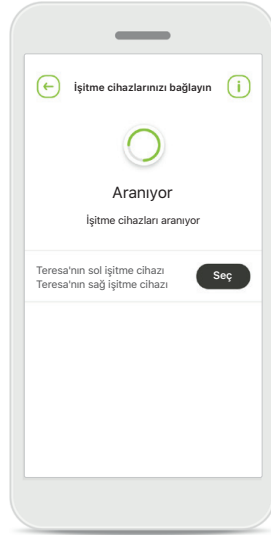 İşitme cihazlarınızı bağlayın
i
Aranıyor
İşitme cihazları aranıyor
Teresa'nın sol işitme cihazı
Teresa'nın sağ işitme cihazı
Seç